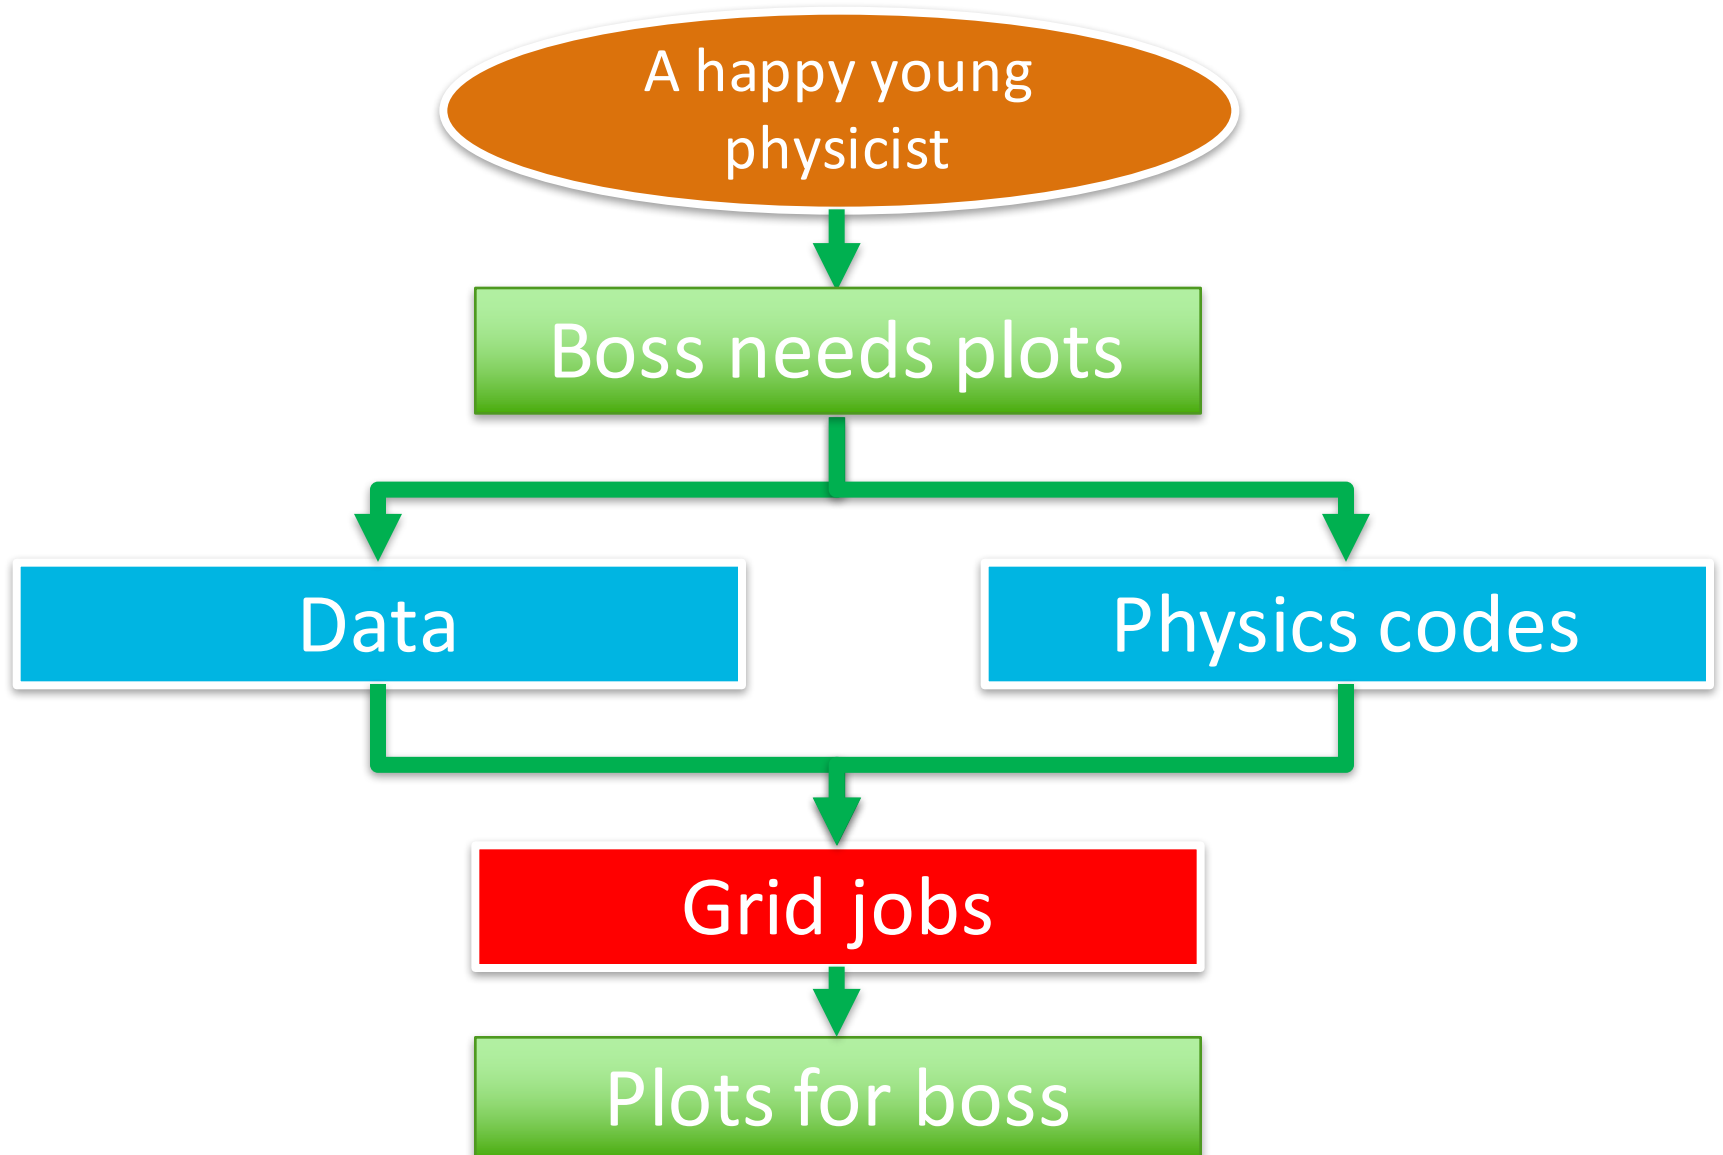 A happy young
physicist
Boss needs plots
Data
Physics codes
Grid jobs
Plots for boss